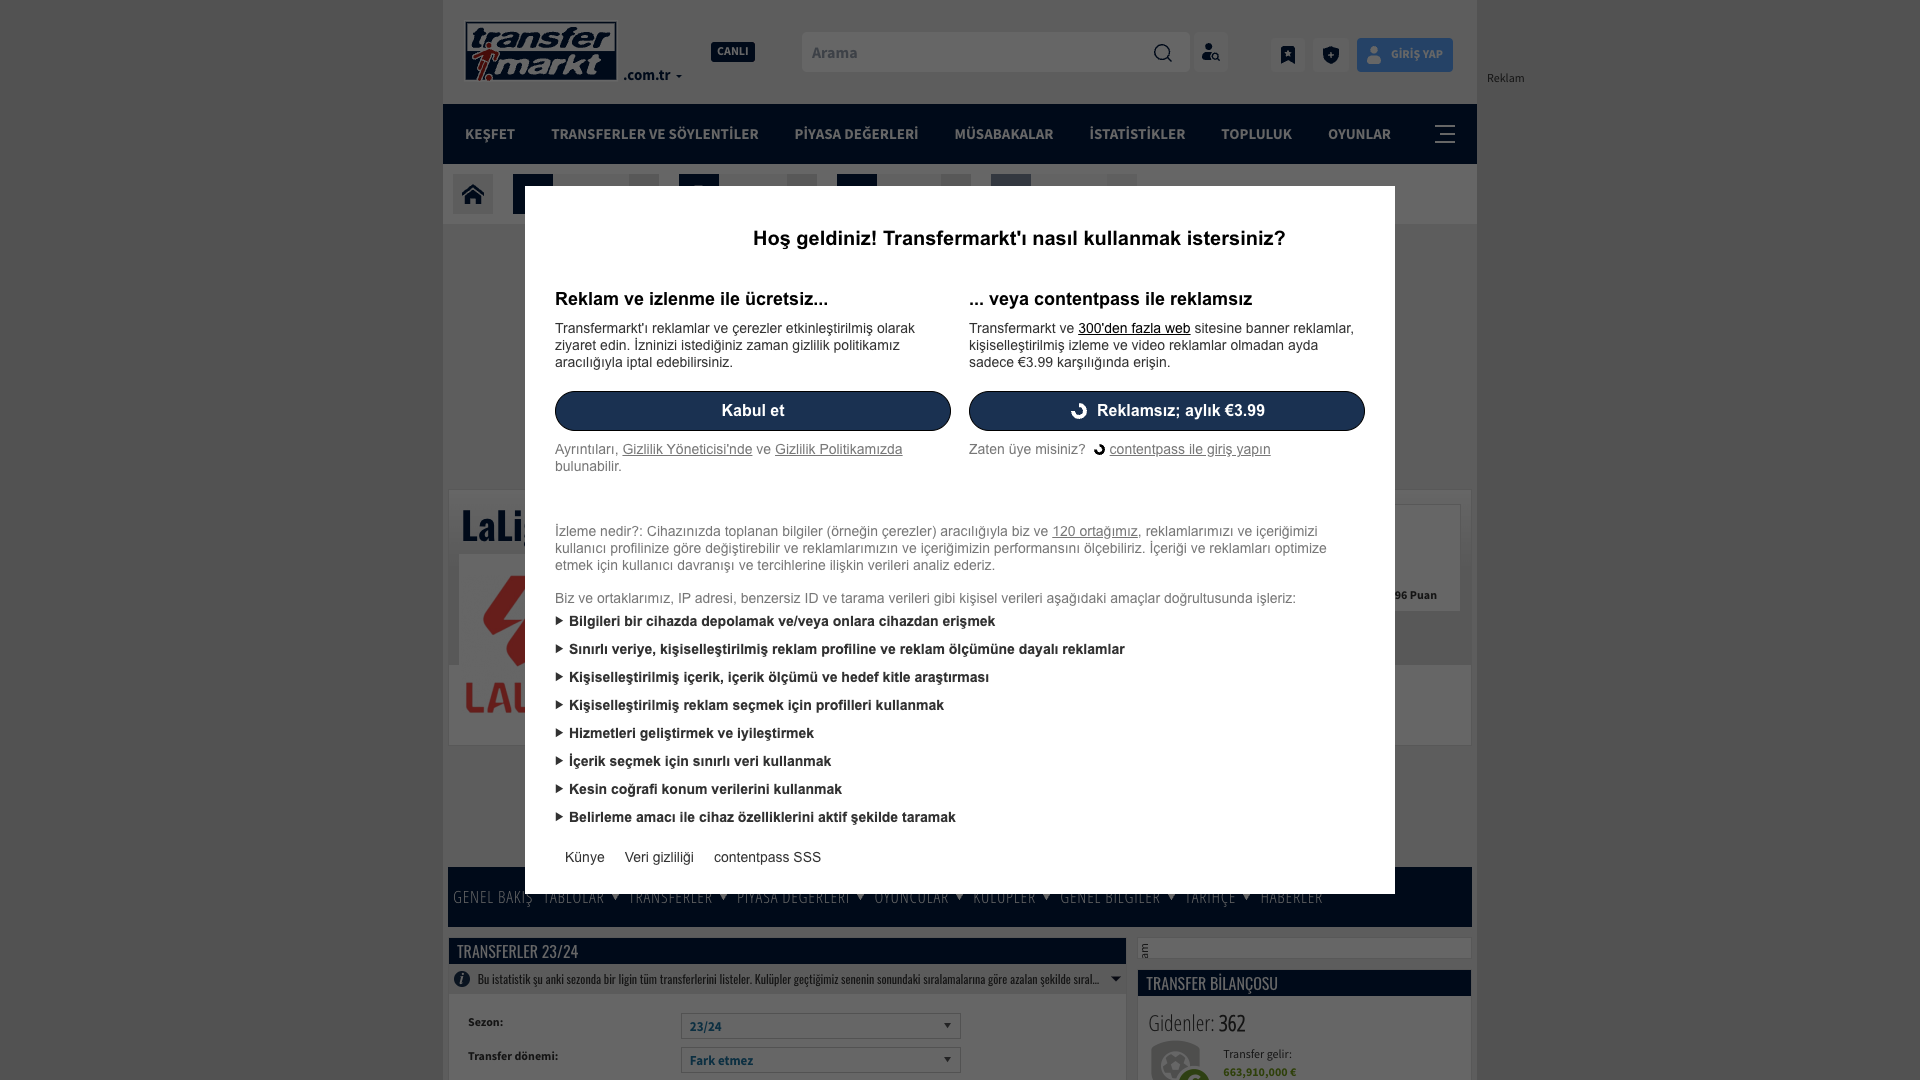 transfer
markt
.com.tr
CANLI
Arama
GİRİŞ YAP
Reklam
KEŞFET
TRANSFERLER VE SÖYLENTİLER
PİYASA DEĞERLERİ
MÜSABAKALAR
İSTATİSTİKLER
TOPLULUK
OYUNLAR
Hoş geldiniz! Transfermarkt'ı nasıl kullanmak istersiniz?
Reklam ve izlenme ile ücretsiz...
Transfermarkt'ı reklamlar ve çerezler etkinleştirilmiş olarak
ziyaret edin. İzninizi istediğiniz zaman gizlilik politikamız
aracılığıyla iptal edebilirsiniz.
Kabul et
Ayrıntıları, Gizlilik Yöneticisi'nde ve Gizlilik Politikamızda
bulunabilir.
... veya contentpass ile reklamsız
Transfermarkt ve 300'den fazla web sitesine banner reklamlar,
kişiselleştirilmiş izleme ve video reklamlar olmadan ayda
sadece €3.99 karşılığında erişin.
Reklamsız; aylık €3.99
Zaten üye misiniz? contentpass ile giriş yapın
İzleme nedir?: Cihazınızda toplanan bilgiler (örneğin çerezler) aracılığıyla biz ve 120 ortağımız, reklamlarımızı ve içeriğimizi
kullanıcı profilinize göre değiştirebilir ve reklamlarımızın ve içeriğimizin performansını ölçebiliriz. İçeriği ve reklamları optimize
etmek için kullanıcı davranışı ve tercihlerine ilişkin verileri analiz ederiz.
Biz ve ortaklarımız, IP adresi, benzersiz ID ve tarama verileri gibi kişisel verileri aşağıdaki amaçlar doğrultusunda işleriz:
Bilgileri bir cihazda depolamak ve/veya onlara cihazdan erişmek
Sınırlı veriye, kişiselleştirilmiş reklam profiline ve reklam ölçümüne dayalı reklamlar
Kişiselleştirilmiş içerik, içerik ölçümü ve hedef kitle araştırması
Kişiselleştirilmiş reklam seçmek için profilleri kullanmak
Hizmetleri geliştirmek ve iyileştirmek
İçerik seçmek için sınırlı veri kullanmak
Kesin coğrafi konum verilerini kullanmak
Belirleme amacı ile cihaz özelliklerini aktif şekilde taramak
Künye
Veri gizliliği
contentpass SSS
96 Puan
GENEL BAKIŞ
TABLOLAR
TRANSFERLER
PİYASA DEĞERLERİ
OYUNCULAR
KULÜPLER
GENEL BİLGİLER
TARİHÇE
HABERLER
TRANSFERLER 23/24
Bu istatistik şu anki sezonda bir ligin tüm transferlerini listeler. Kulüpler geçtiğimiz senenin sonundaki sıralamalarına göre azalan şekilde sıral...
Sezon:
23/24
Transfer dönemi:
Fark etmez
TRANSFER BİLANÇOSU
Gidenler: 362
Transfer gelir:
663,910,000 €